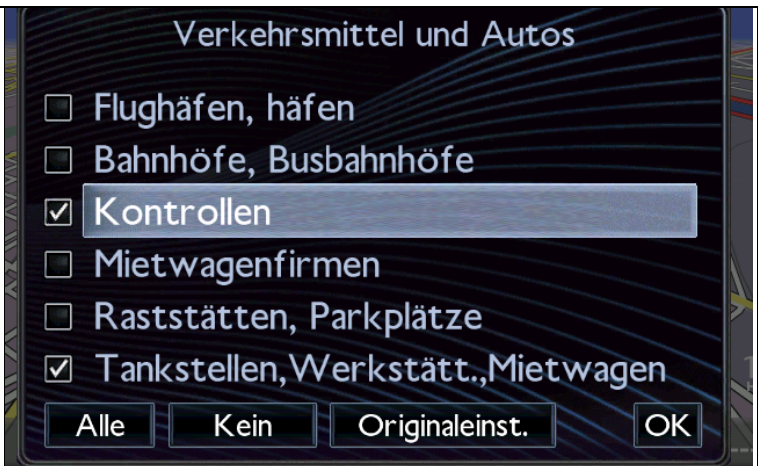 Verkehrsmittel und Autos
Flughäfen, häfen
Bahnhöfe, Busbahnhöfe
Kontrollen
Mietwagenfirmen
Raststätten, Parkplätze
Tankstellen,Werkstätt.,Mietwagen
Alle Kein Originaleinst. OK